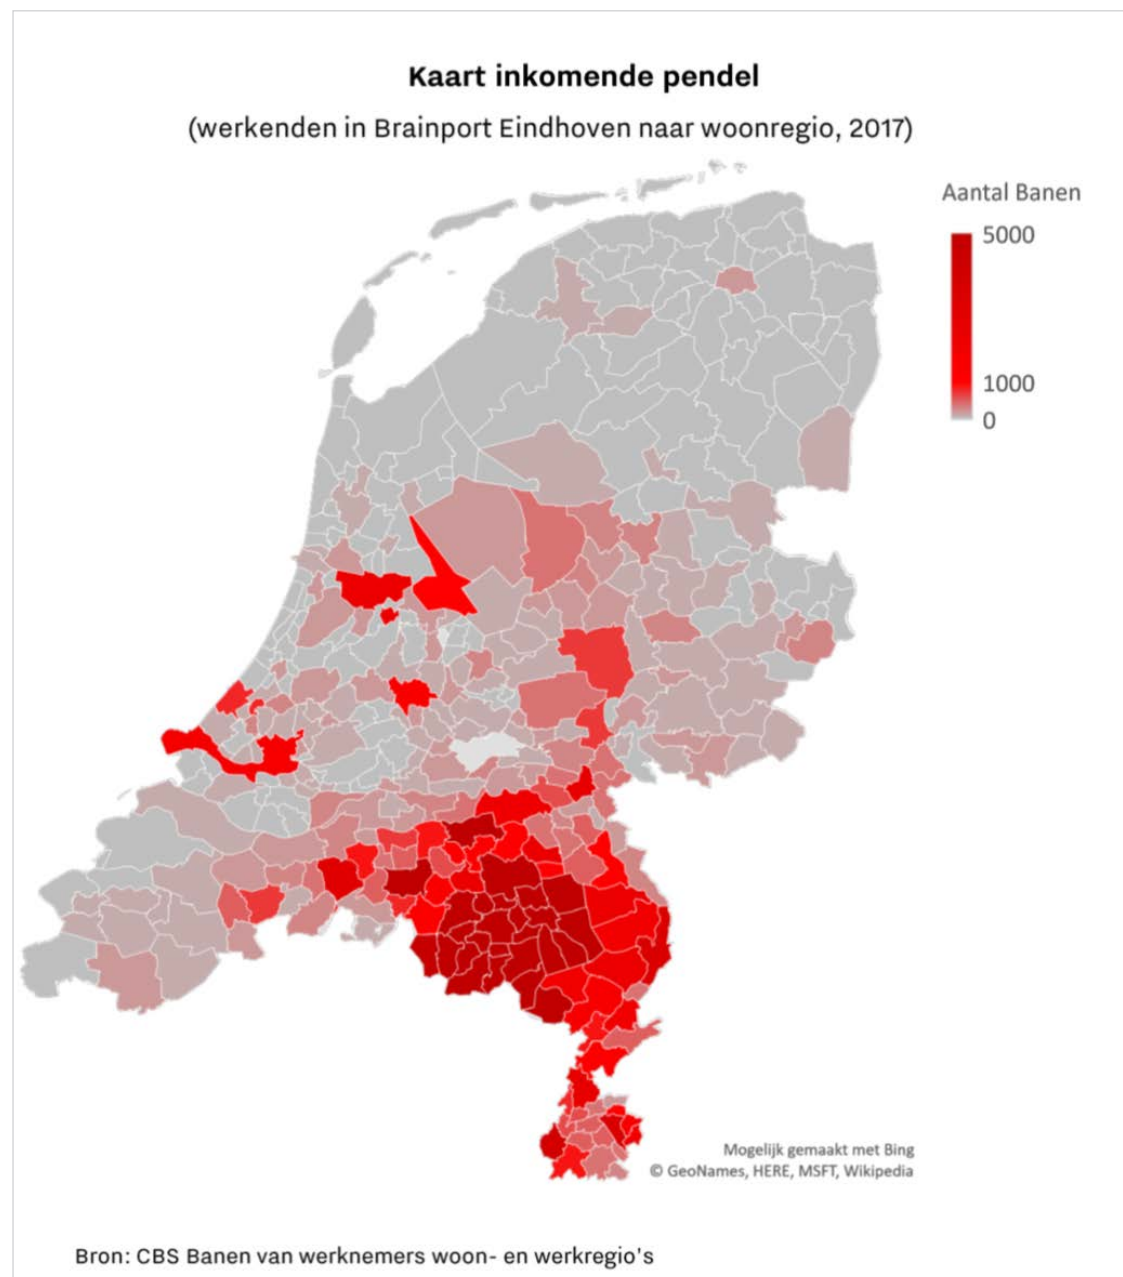 Kaart inkomende pendel
(werkenden in Brainport Eindhoven naar woonregio, 2017)
Aantal Banen
5000
1000
0
Mogelijk gemaakt met Bing
© GeoNames, HERE, MSFT, Wikipedia
Bron: CBS Banen van werknemers woon- en werkregio's